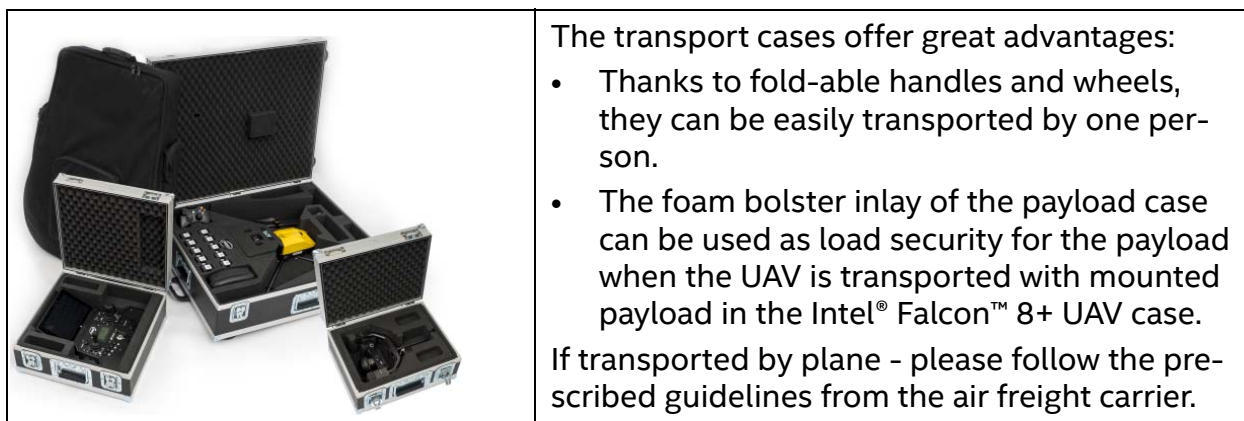 The transport cases offer great advantages:
• Thanks to fold-able handles and wheels,
they can be easily transported by one per-
son.
• The foam bolster inlay of the payload case
can be used as load security for the payload
when the UAV is transported with mounted
payload in the Intel® Falcon™ 8+ UAV case.
If transported by plane - please follow the pre-
scribed guidelines from the air freight carrier.